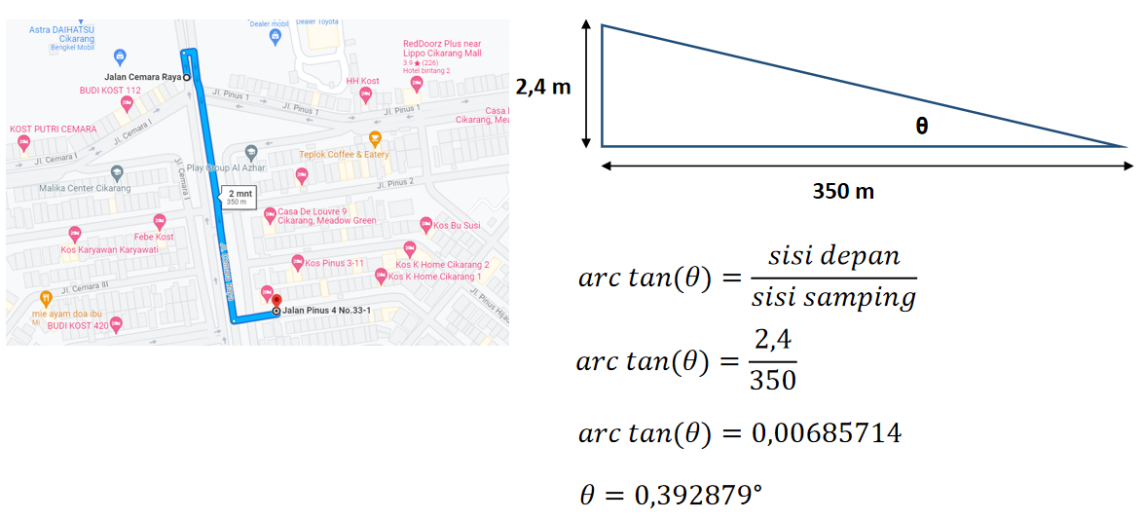 Dealer mobil
Dealer Toyota
Astra DAIHATSU
Cikarang
Bengkel Mobil
RedDoorz Plus near
Lippo Cikarang Mall
3.9 ★ (226)
Hotel bintang 2
Jalan Cemara Raya
HH Kost
BUDI KOST 112
Jl. Pinus 1
Jl. Pinus 1
Jl. Pinus 1
Casa
Cikarang, Mea
KOST PUTRI CEMARA
Jl. Cemara I
Jl. Cemara I
Teplok Coffee & Eatery
Play Group Al Azhar
Jl. Cemara I
Malika Center Cikarang
Jl. Pinus 2
2 mnt
350 m
Casa De Louvre 9
Cikarang, Meadow Green
Febe Kost
Kos Bu Susi
Kos Karyawan Karyawati
Kos Pinus 3-11
Kos K Home Cikarang 2
Kos K Home Cikarang 1
Jl. Cemara III
mie ayam doa ibu
Mi
Jalan Pinus 4 No.33-1
BUDI KOST 420
2,4 m
θ
350 m
arc tan(θ) = sisi depan / sisi samping
arc tan(θ) = 2,4 / 350
arc tan(θ) = 0,00685714
θ = 0,392879°